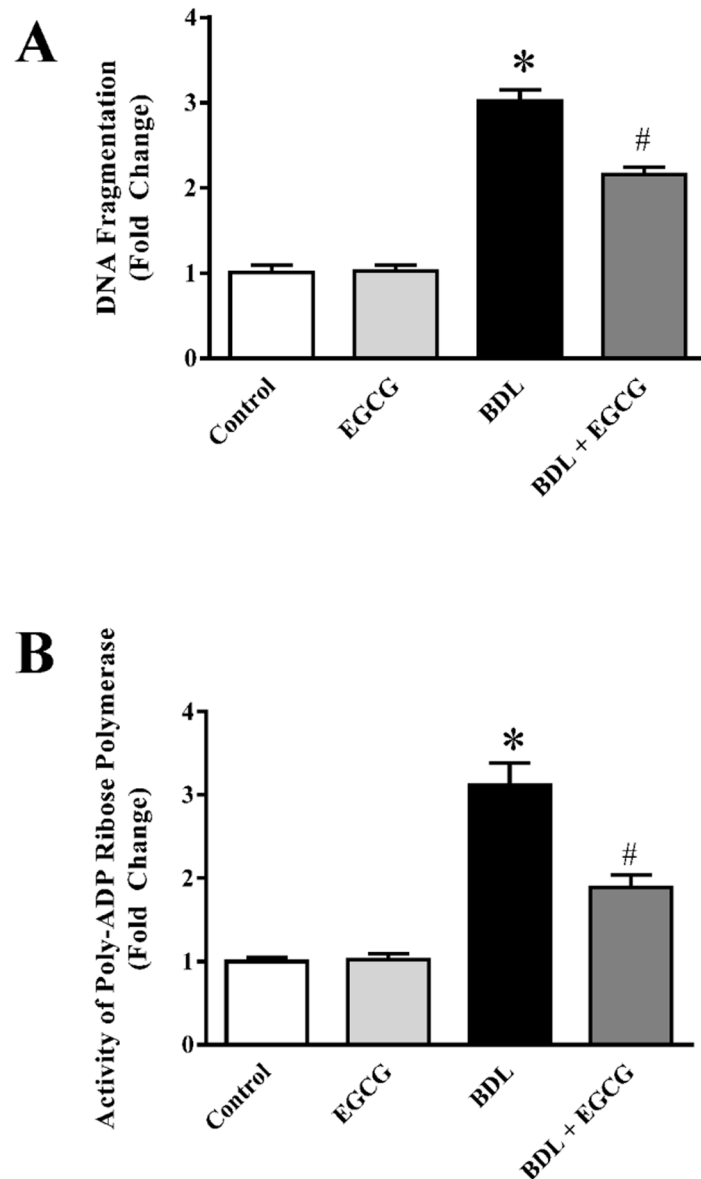 A
DNA Fragmentation
(Fold Change)
4
3
2
1
0
*
#
Control
EGCG
BDL
BDL + EGCG
B
Activity of Poly-ADP Ribose Polymerase
(Fold Change)
4
3
2
1
0
*
#
Control
EGCG
BDL
BDL + EGCG